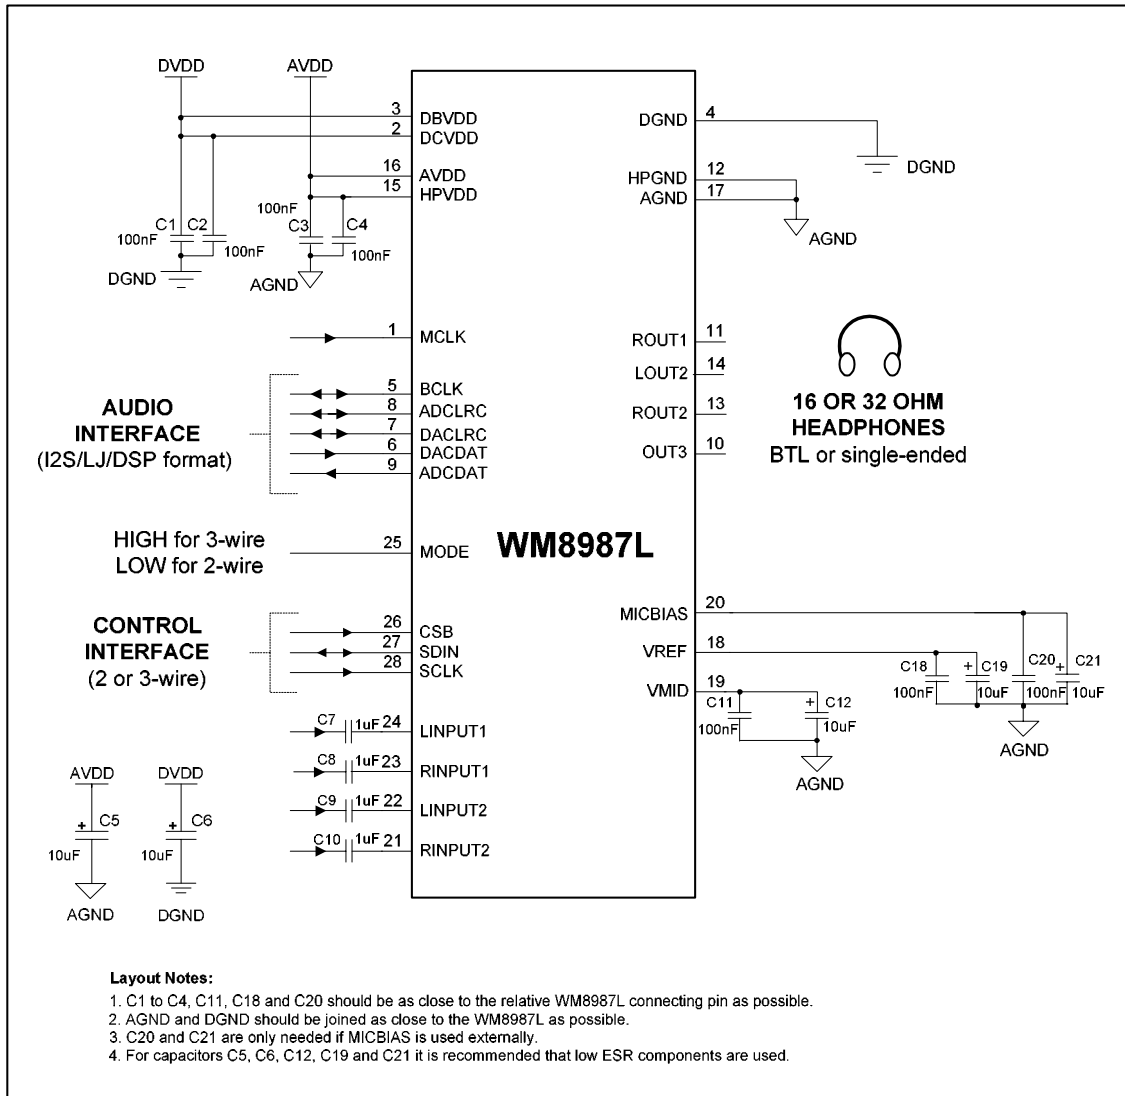 DVDD
AVDD
3
DBVDD
2
DCVDD
16
AVDD
15
HPVDD
C1
C2
100nF
100nF
DGND
100nF
C3
C4
100nF
AGND
DGND
4
DGND
HPGND
12
AGND
17
AGND
1
MCLK
AUDIO
INTERFACE
(I2S/LJ/DSP format)
5
BCLK
8
ADCLRC
7
DACLRC
6
DACDAT
9
ADCDAT
ROUT1
11
LOUT2
14
ROUT2
13
OUT3
10
16 OR 32 OHM
HEADPHONES
BTL or single-ended
HIGH for 3-wire
LOW for 2-wire
25
MODE
WM8987L
CONTROL
INTERFACE
(2 or 3-wire)
26
CSB
27
SDIN
28
SCLK
MICBIAS
20
VREF
18
VMID
19
C18
100nF
+
C19
10uF
C20
100nF
+
C21
10uF
AGND
C11
100nF
+
C12
10uF
AGND
C7
1uF
24
LINPUT1
C8
1uF
23
RINPUT1
C9
1uF
22
LINPUT2
C10
1uF
21
RINPUT2
AVDD
+
C5
10uF
AGND
DVDD
+
C6
10uF
DGND
Layout Notes:
1. C1 to C4, C11, C18 and C20 should be as close to the relative WM8987L connecting pin as possible.
2. AGND and DGND should be joined as close to the WM8987L as possible.
3. C20 and C21 are only needed if MICBIAS is used externally.
4. For capacitors C5, C6, C12, C19 and C21 it is recommended that low ESR components are used.